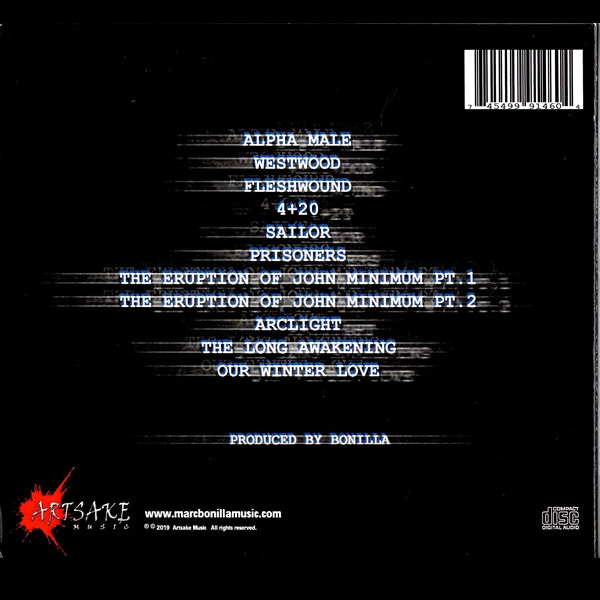 7 45499 91460 4
ALPHA MALE
WESTWOOD
FLESHWOUND
4+20
SAILOR
PRISONERS
THE ERUPTION OF JOHN MINIMUM PT.1
THE ERUPTION OF JOHN MINIMUM PT.2
ARCLIGHT
THE LONG AWAKENING
OUR WINTER LOVE
PRODUCED BY BONILLA
ARTSAKE
MUSIC
www.marcbonillamusic.com
℗ © 2019 Artsake Music All rights reserved.
COMPACT
disc
DIGITAL AUDIO